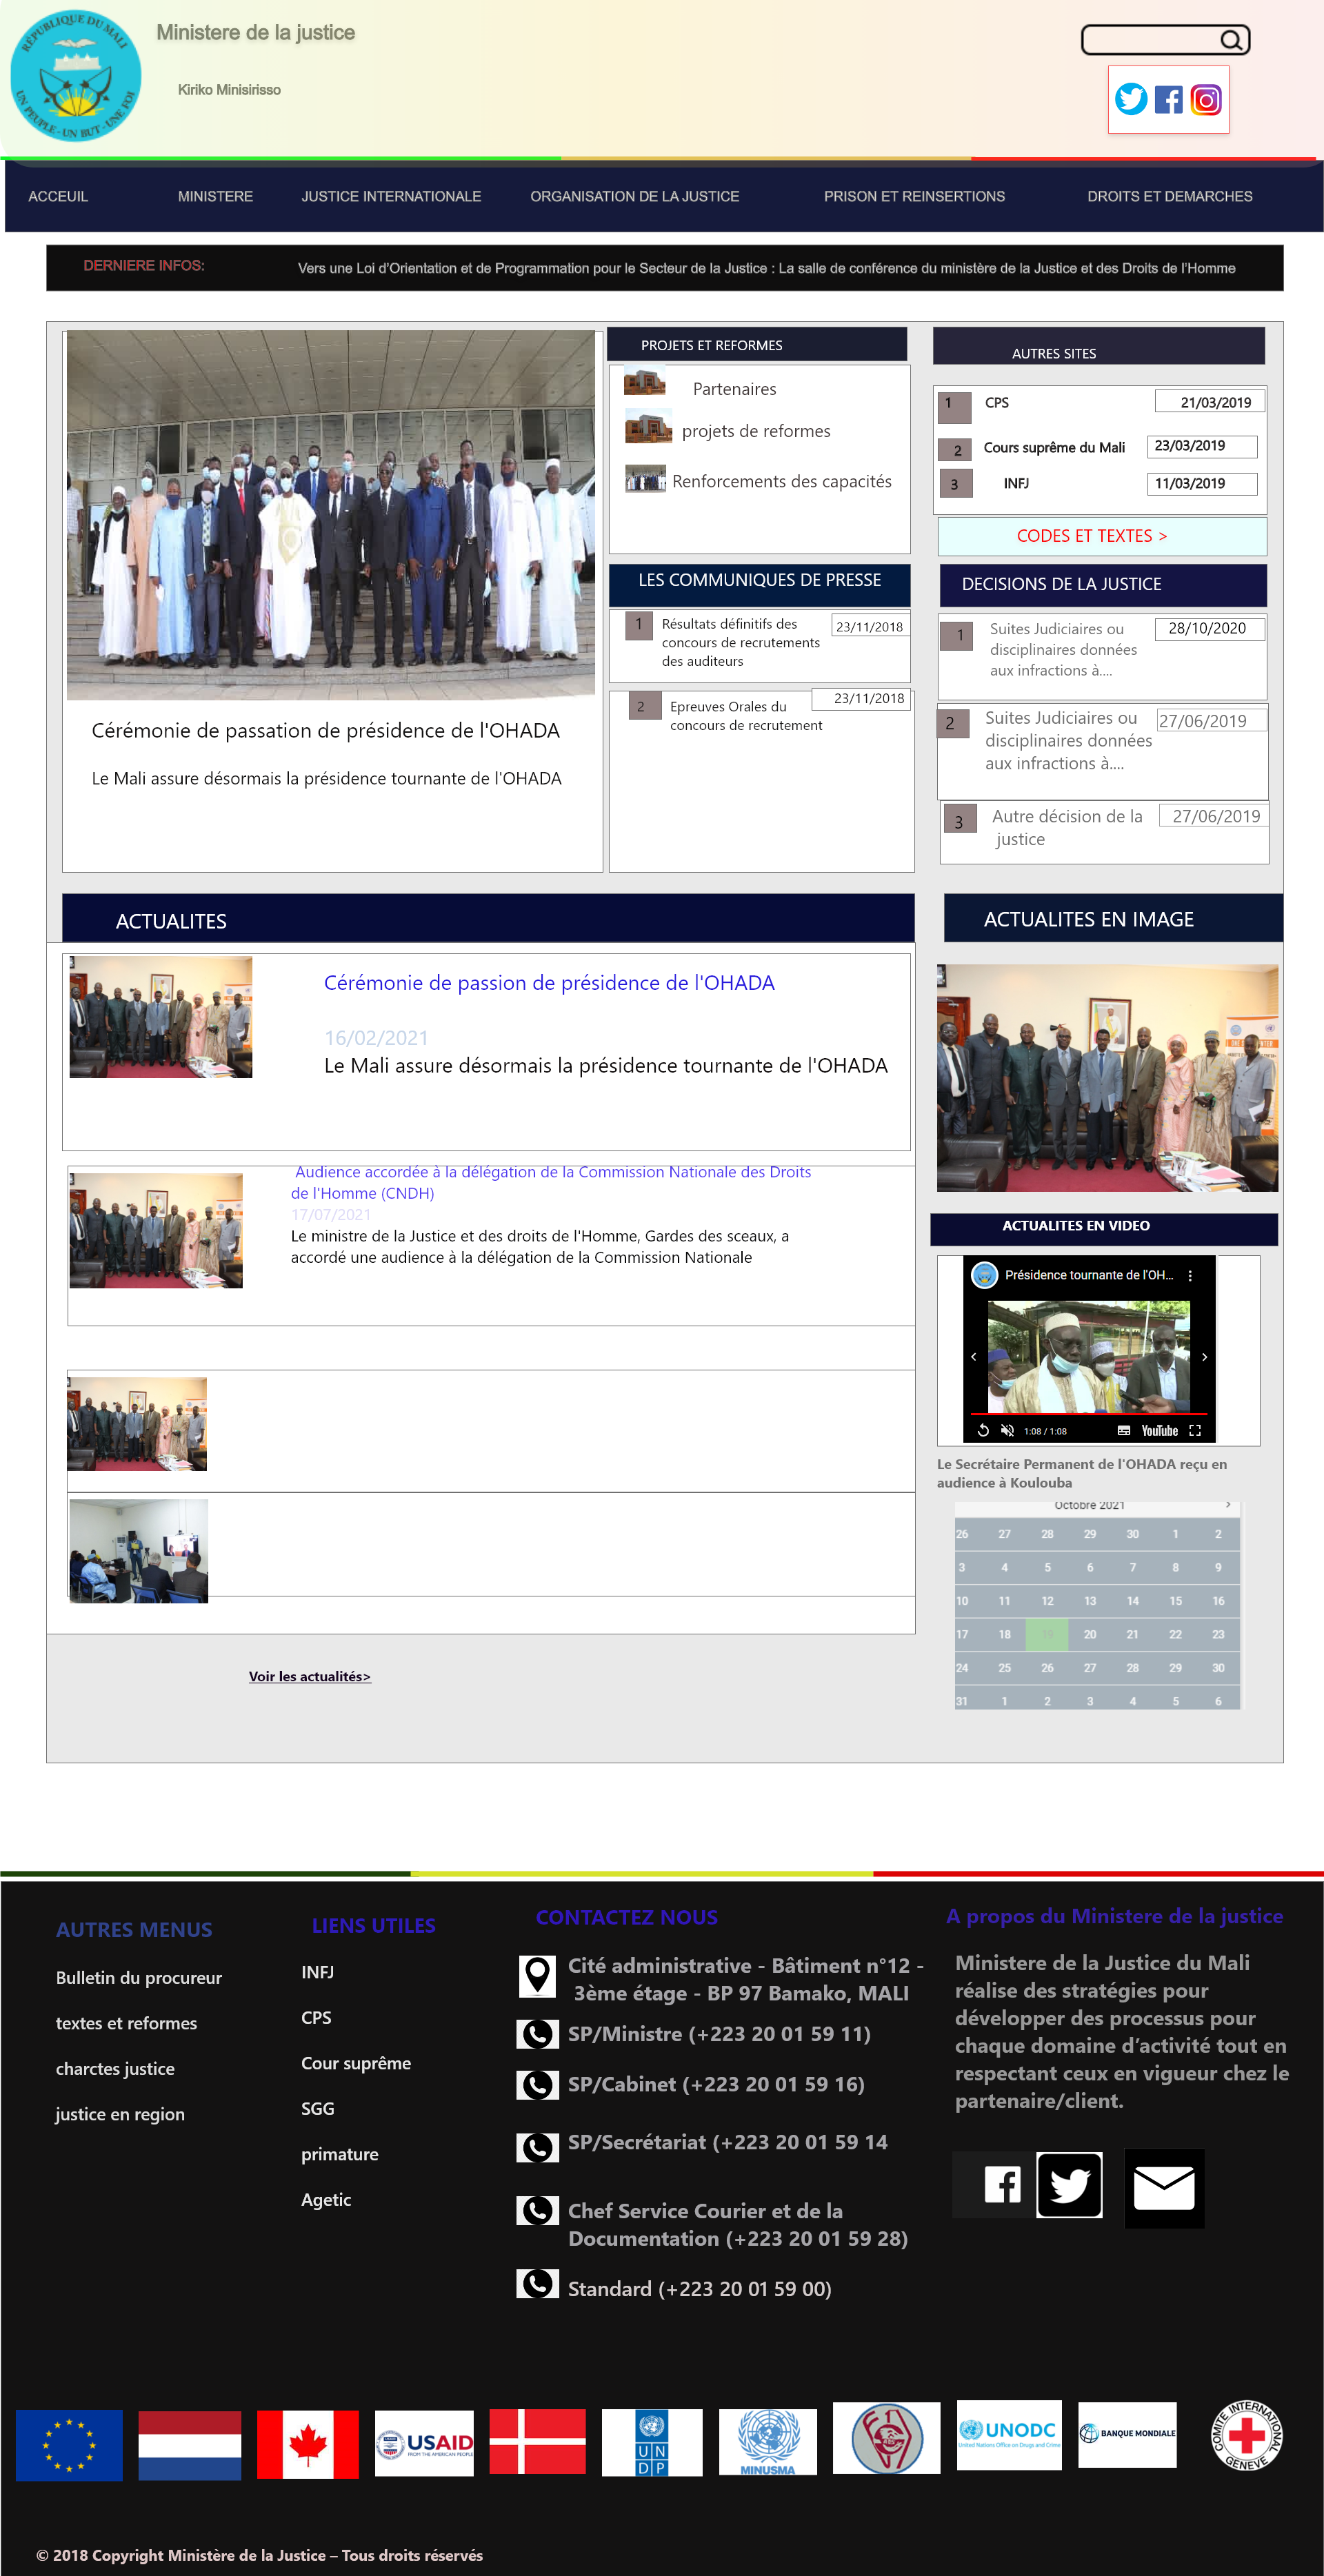 REPUBLIQUE DU MALI
UN PEUPLE - UN BUT - UNE FOI
Ministere de la justice
Kiriko Minisirisso
ACCEUIL
MINISTERE
JUSTICE INTERNATIONALE
ORGANISATION DE LA JUSTICE
PRISON ET REINSERTIONS
DROITS ET DEMARCHES
DERNIERE INFOS:
Vers une Loi d'Orientation et de Programmation pour le Secteur de la Justice : La salle de conférence du ministère de la Justice et des Droits de l'Homme
Cérémonie de passation de présidence de l'OHADA
Le Mali assure désormais la présidence tournante de l'OHADA
PROJETS ET REFORMES
Partenaires
projets de reformes
Renforcements des capacités
LES COMMUNIQUES DE PRESSE
1
Résultats définitifs des
concours de recrutements
des auditeurs
23/11/2018
2
Epreuves Orales du
concours de recrutement
23/11/2018
AUTRES SITES
1
CPS
21/03/2019
2
Cours suprême du Mali
23/03/2019
3
INFJ
11/03/2019
CODES ET TEXTES >
DECISIONS DE LA JUSTICE
1
Suites Judiciaires ou
disciplinaires données
aux infractions à....
28/10/2020
2
Suites Judiciaires ou
disciplinaires données
aux infractions à....
27/06/2019
3
Autre décision de la
justice
27/06/2019
ACTUALITES
Cérémonie de passion de présidence de l'OHADA
16/02/2021
Le Mali assure désormais la présidence tournante de l'OHADA
Audience accordée à la délégation de la Commission Nationale des Droits
de l'Homme (CNDH)
17/07/2021
Le ministre de la Justice et des droits de l'Homme, Gardes des sceaux, a
accordé une audience à la délégation de la Commission Nationale
Voir les actualités>
ACTUALITES EN IMAGE
ACTUALITES EN VIDEO
Présidence tournante de l'OH...
1:08 / 1:08
YouTube
Le Secrétaire Permanent de l'OHADA reçu en
audience à Koulouba
Octobre 2021 >
26 27 28 29 30 1 2
3 4 5 6 7 8 9
10 11 12 13 14 15 16
17 18 19 20 21 22 23
24 25 26 27 28 29 30
31 1 2 3 4 5 6
AUTRES MENUS
Bulletin du procureur
textes et reformes
charctes justice
justice en region
LIENS UTILES
INFJ
CPS
Cour suprême
SGG
primature
Agetic
CONTACTEZ NOUS
Cité administrative - Bâtiment n°12 -
3ème étage - BP 97 Bamako, MALI
SP/Ministre (+223 20 01 59 11)
SP/Cabinet (+223 20 01 59 16)
SP/Secrétariat (+223 20 01 59 14
Chef Service Courier et de la
Documentation (+223 20 01 59 28)
Standard (+223 20 01 59 00)
A propos du Ministere de la justice
Ministere de la Justice du Mali
réalise des stratégies pour
développer des processus pour
chaque domaine d’activité tout en
respectant ceux en vigueur chez le
partenaire/client.
USAID
FROM THE AMERICAN PEOPLE
UN
DP
MINUSMA
UNODC
United Nations Office on Drugs and Crime
BANQUE MONDIALE
COMITE INTERNATIONAL
GENEVE
© 2018 Copyright Ministère de la Justice – Tous droits réservés